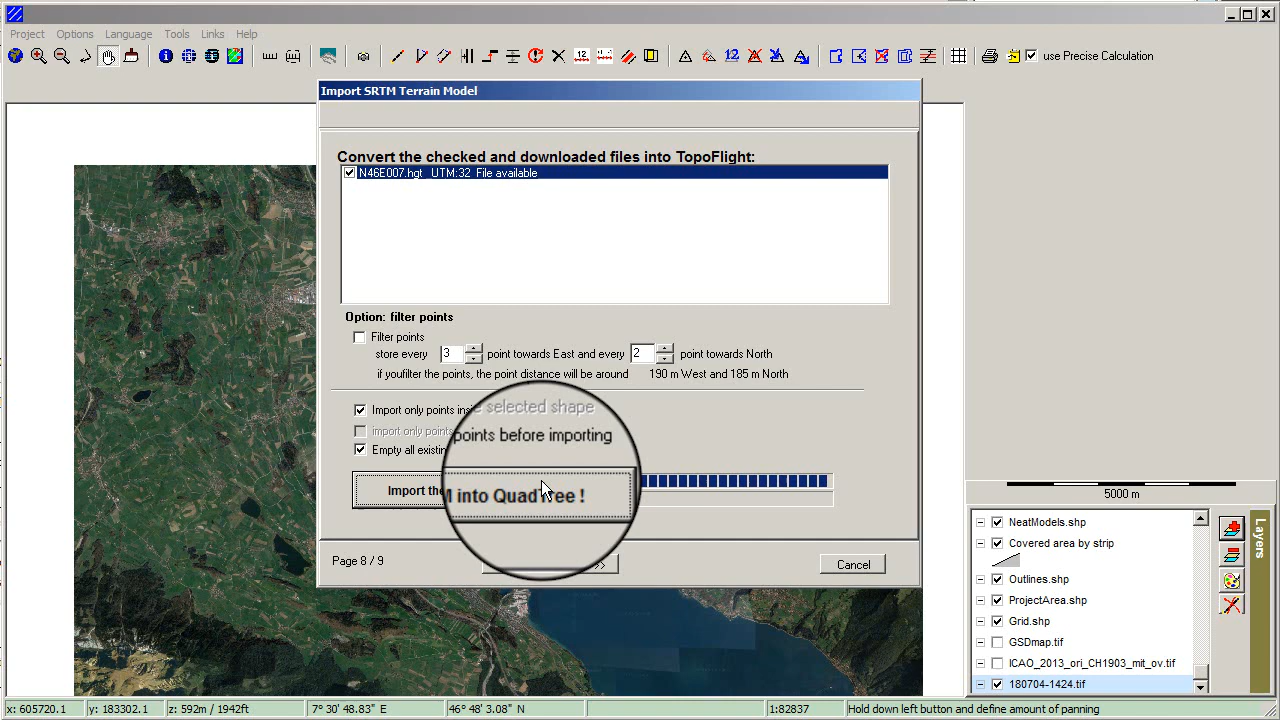 Project Options Language Tools Links Help
12 12 use Precise Calculation
Import SRTM Terrain Model
Convert the checked and downloaded files into TopoFlight:
N46E007.hgt UTM:32 File available
Option: filter points
Filter points
store every 3 point towards East and every 2 point towards North
if youfilter the points, the point distance will be around 190 m West and 185 m North
Import only points
selected shape
import only points
points before importing
Empty all
Import the
into QuadTree !
Page 8 / 9
>>
Cancel
5000 m
NeatModels.shp
Covered area by strip
Outlines.shp
ProjectArea.shp
Grid.shp
GSDmap.tif
ICAO_2013_ori_CH1903_mit_ov.tif
180704-1424.tif
Layers
x: 605720.1 y: 183302.1 z: 592m / 1942ft 7° 30' 48.83" E 46° 48' 3.08" N 1:82837 Hold down left button and define amount of panning